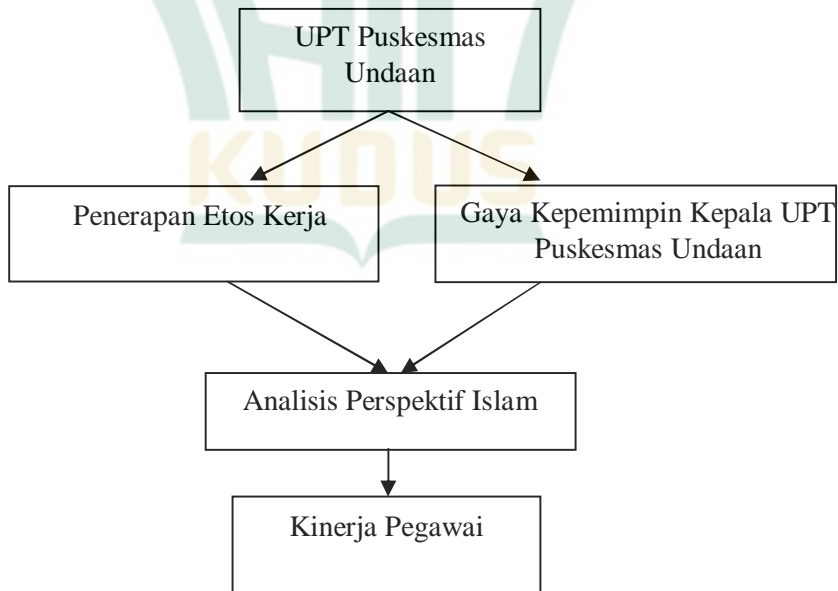 UPT Puskesmas
Undaan
KUDUS
Penerapan Etos Kerja
Gaya Kepemimpin Kepala UPT
Puskesmas Undaan
Analisis Perspektif Islam
Kinerja Pegawai